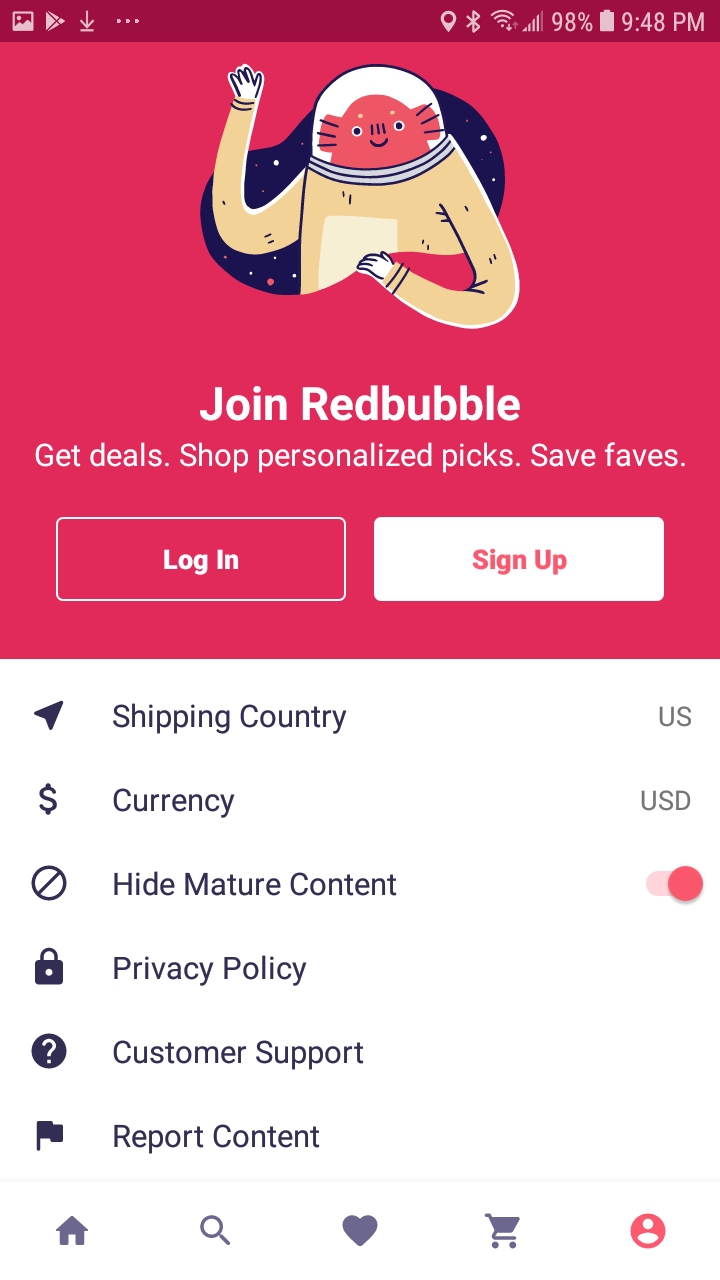 98% 9:48 PM
Join Redbubble
Get deals. Shop personalized picks. Save faves.
Log In
Sign Up
Shipping Country US
$ Currency USD
Hide Mature Content
Privacy Policy
? Customer Support
Report Content